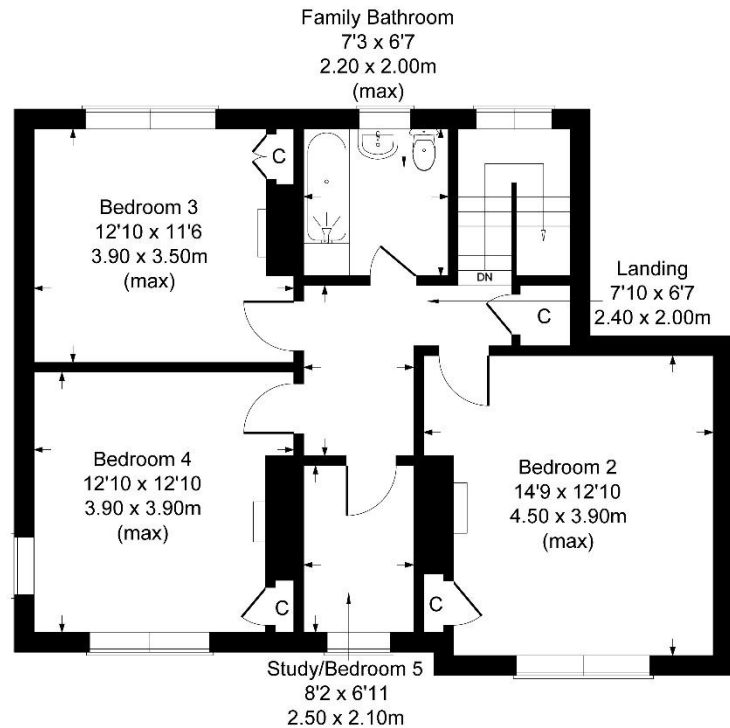 Family Bathroom
7'3 x 6'7
2.20 x 2.00m
(max)
C
Bedroom 3
12'10 x 11'6
3.90 x 3.50m
(max)
DN
Landing
7'10 x 6'7
2.40 x 2.00m
C
Bedroom 4
12'10 x 12'10
3.90 x 3.90m
(max)
C
Bedroom 2
14'9 x 12'10
4.50 x 3.90m
(max)
C
Study/Bedroom 5
8'2 x 6'11
2.50 x 2.10m